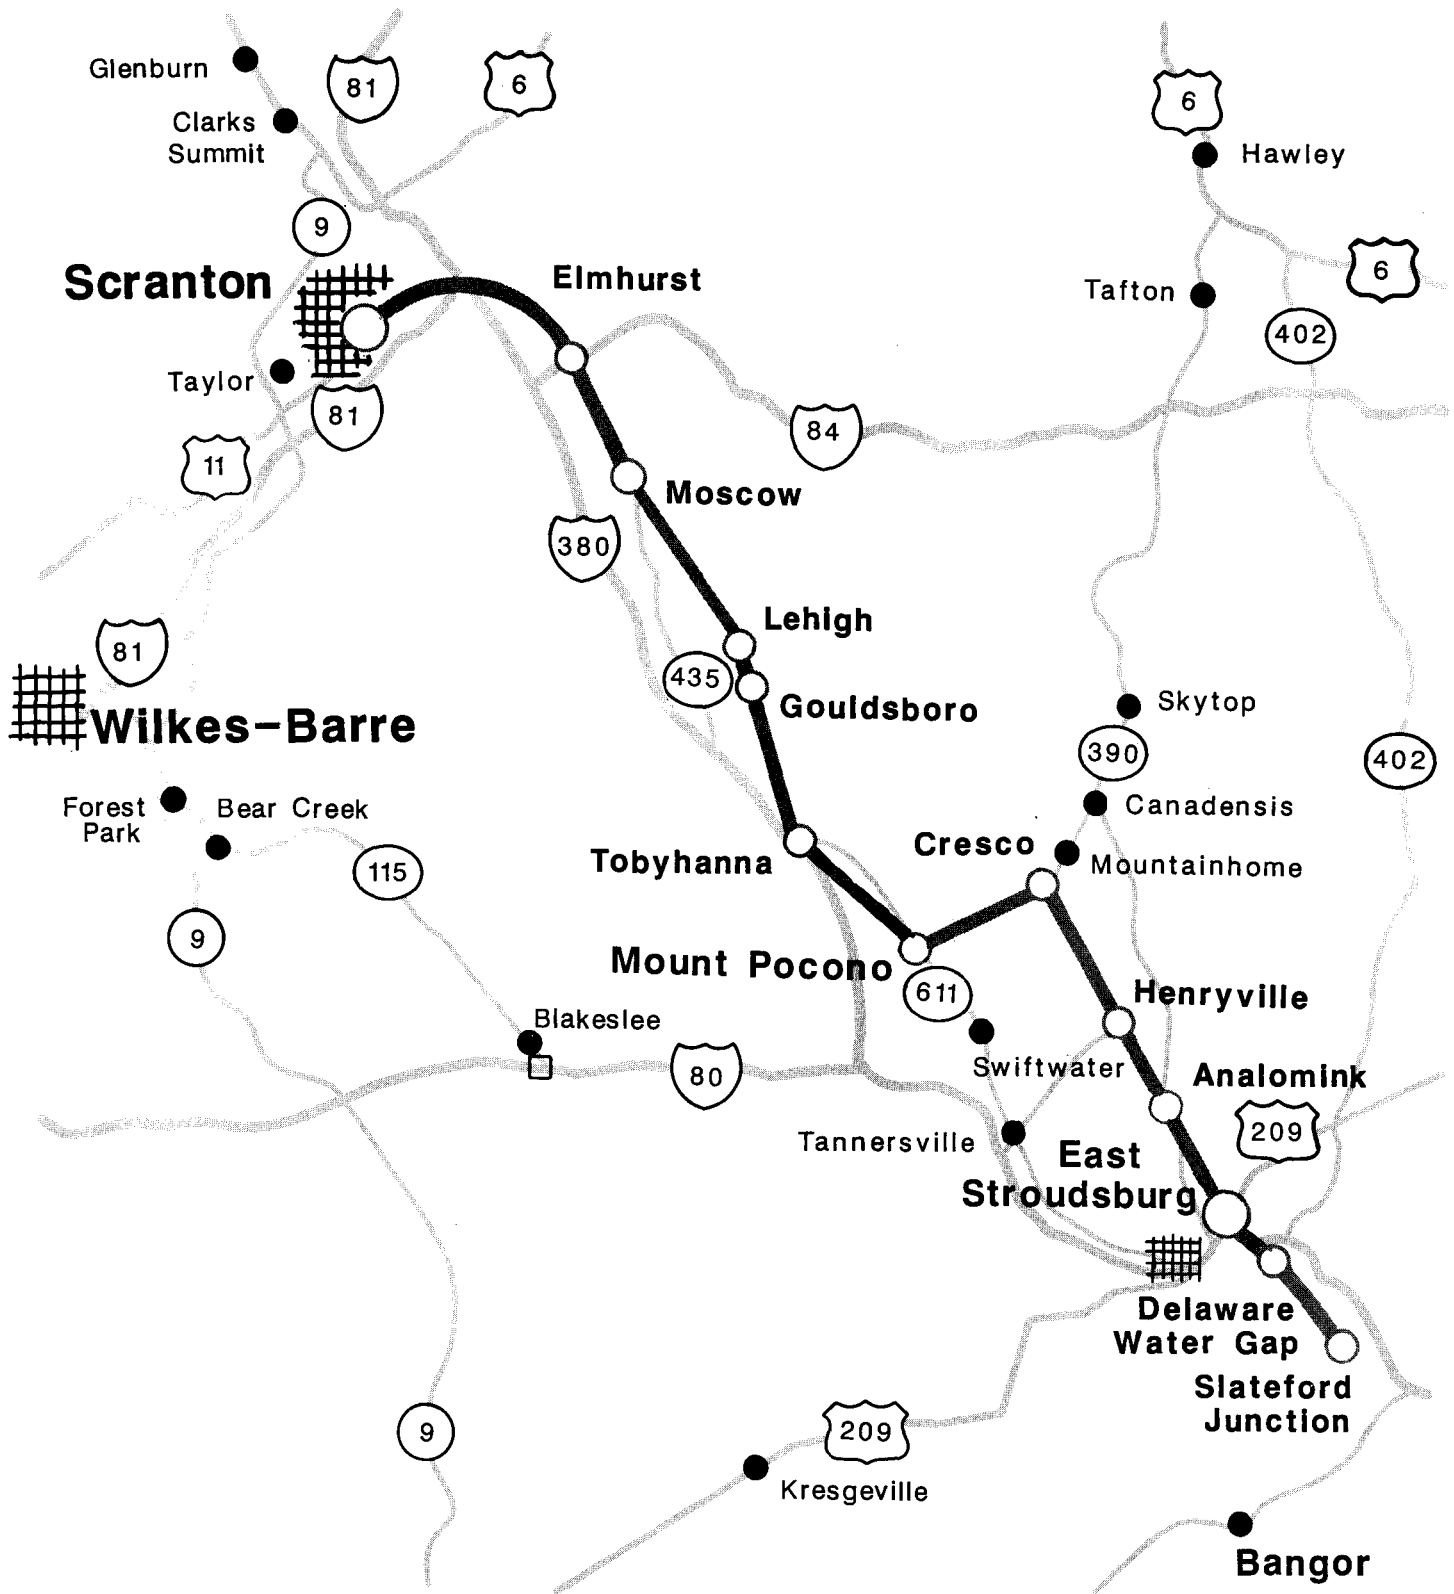 Glenburn
81
6
6
Clarks
Summit
Hawley
9
Scranton
Elmhurst
6
Tafton
402
Taylor
81
84
11
Moscow
380
Lehigh
81
435
Gouldsboro
Skytop
Wilkes-Barre
390
402
Forest
Park
Bear Creek
Canadensis
Cresco
Mountainhome
Tobyhanna
115
9
Mount Pocono
611
Henryville
Blakeslee
Swiftwater
80
Analomink
209
Tannersville
East
Stroudsburg
Delaware
Water Gap
Slateford
Junction
9
209
Kresgeville
Bangor